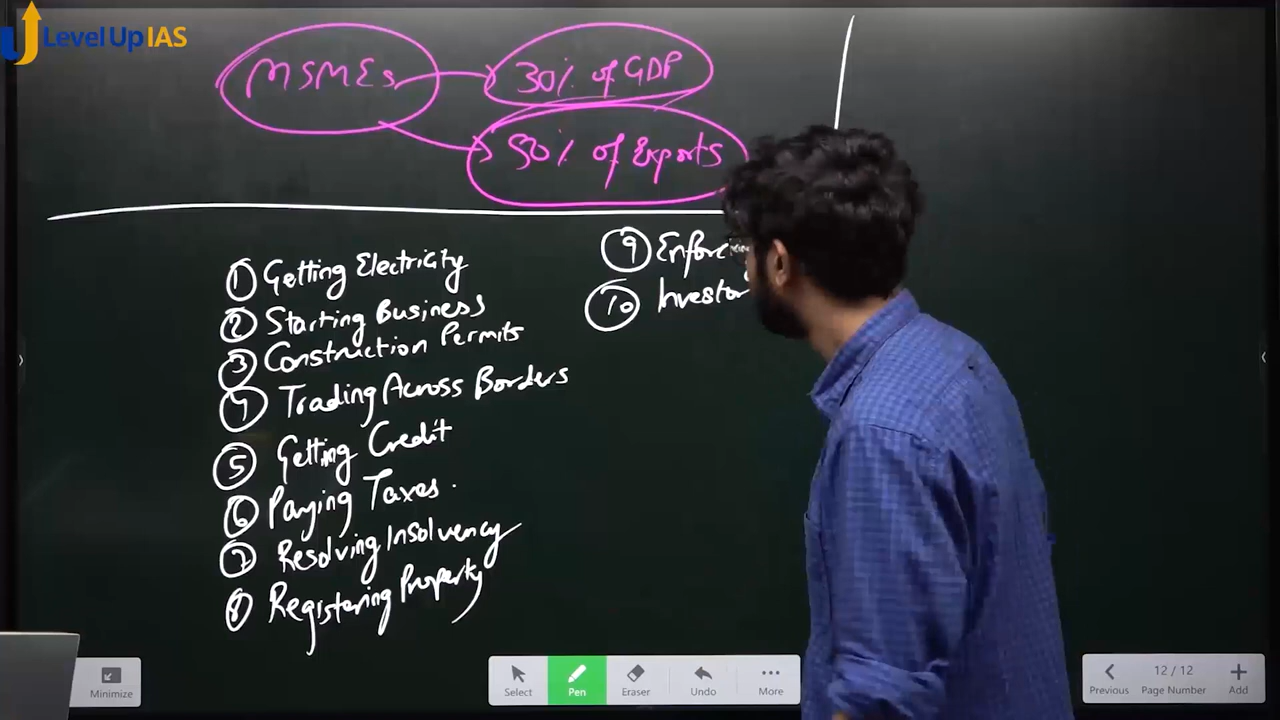 Level Up IAS
MSMEs
30% of GDP
50% of Exports
① Getting Electricity
② Starting Business
③ Construction Permits
④ Trading Across Borders
⑤ Getting Credit
⑥ Paying Taxes.
⑦ Resolving Insolvency
⑧ Registering Property
⑨
⑩ Investor
Minimize
Select
Pen
Eraser
Undo
More
Previous
12 / 12
Page Number
Add